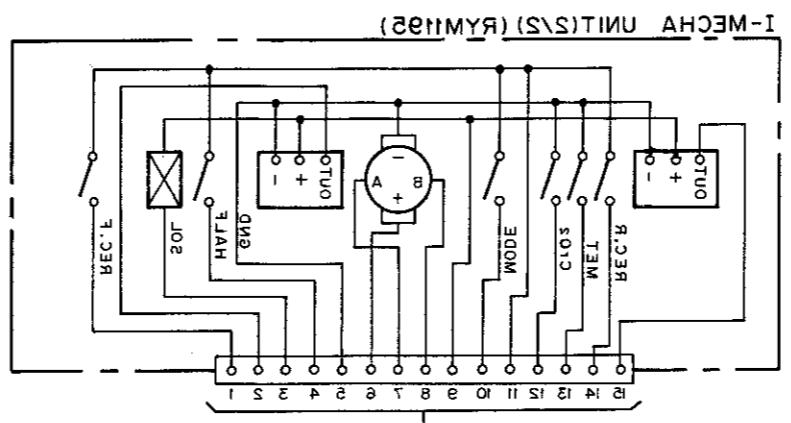 I-MECHA UNIT(2/2)(RYM1195)
REC.F
SOL
HALF
GND
- + OUT
-
A B
+
MODE
CrO2
MET
REC.R
- + OUT
1 2 3 4 5 6 7 8 9 10 11 12 13 14 15